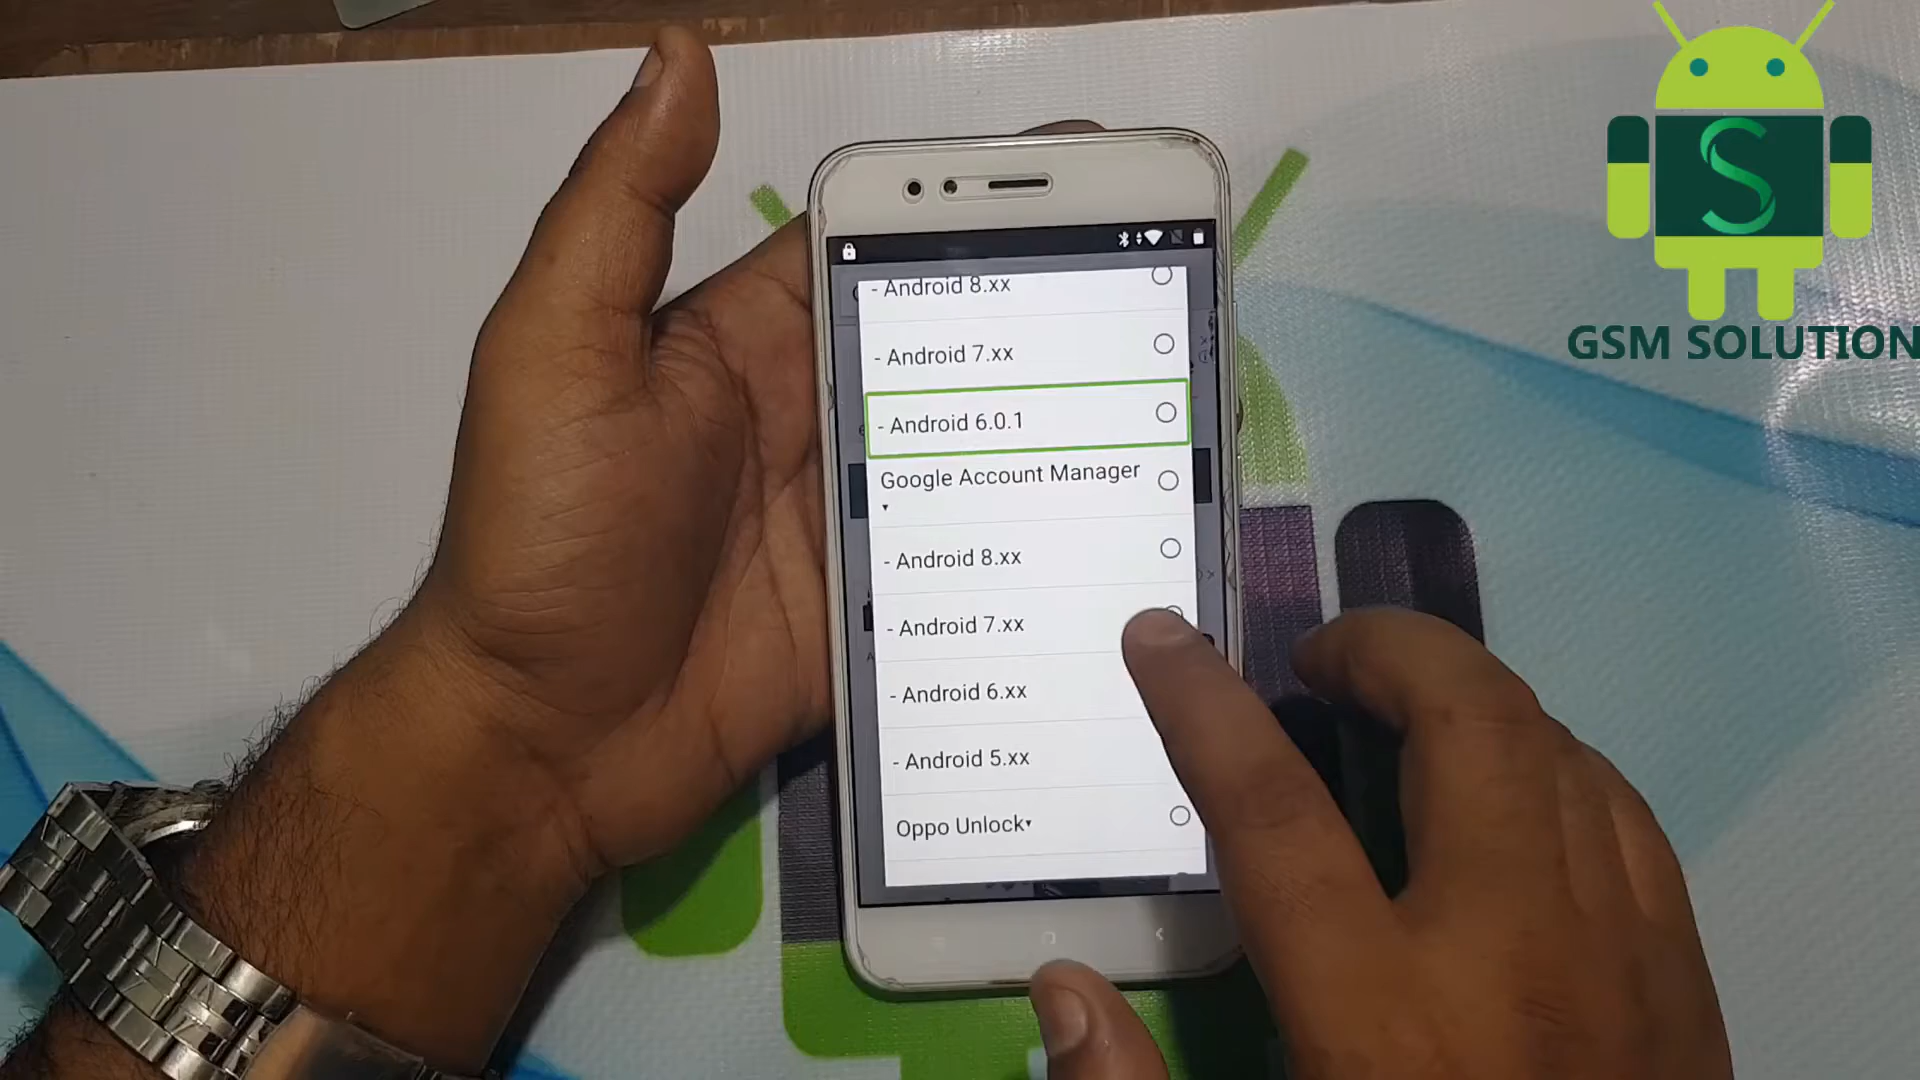 GSM SOLUTION
- Android 8.xx
- Android 7.xx
- Android 6.0.1
Google Account Manager
- Android 8.xx
- Android 7.xx
- Android 6.xx
- Android 5.xx
Oppo Unlock